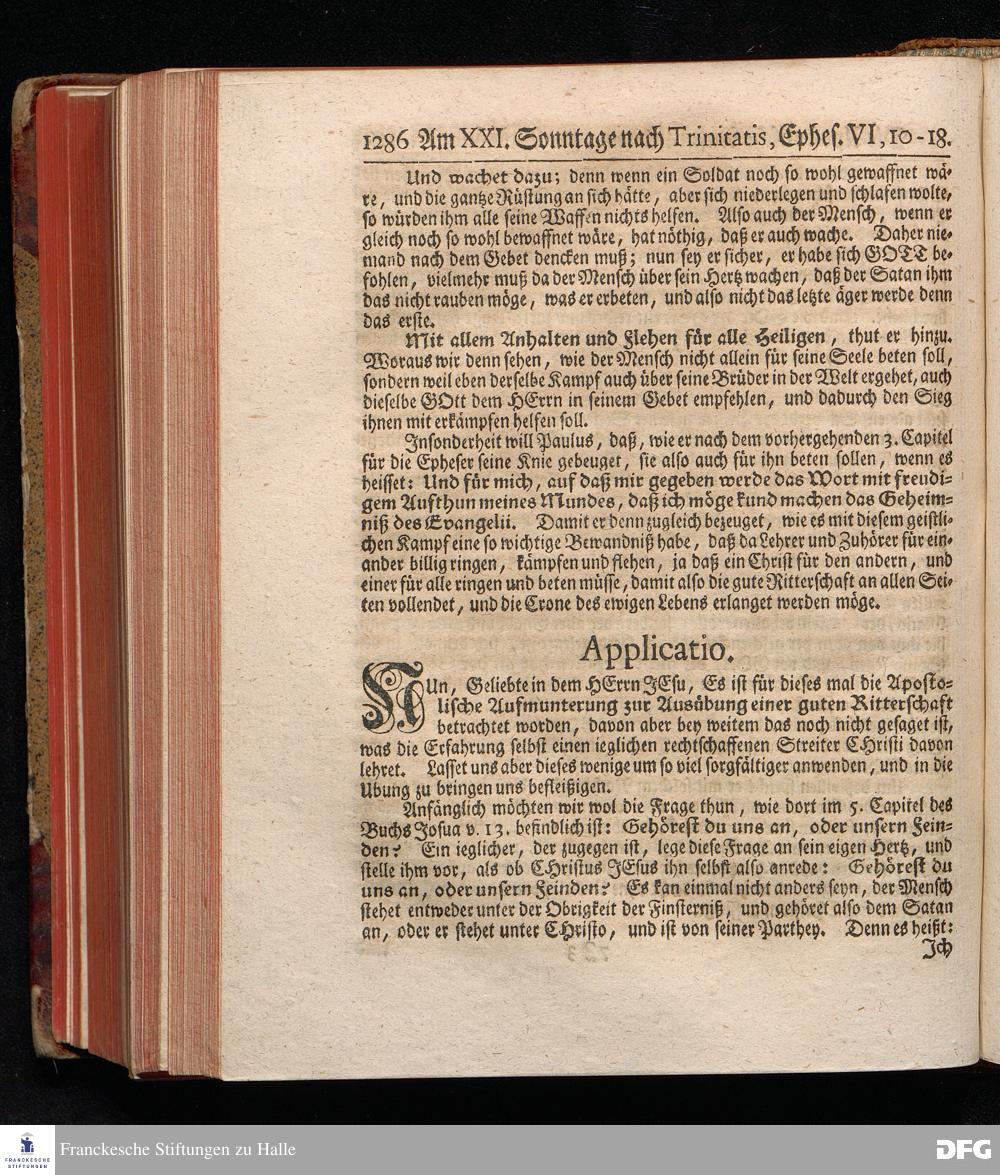 1286 Am XXI. Sonntage nach Trinitatis, Ephes. VI, 10-18.
Und wachet dazu; denn wenn ein Soldat noch so wohl gewaffnet wä-
re, und die gantze Rüstung an sich hätte, aber sich niederlegen und schlafen wolte,
so würden ihm alle seine Waffen nichts helfen. Also auch der Mensch, wenn er
gleich noch so wohl bewaffnet wäre, hat nöthig, daß er auch wache. Daher nie-
mand nach dem Gebet dencken muß; nun sey er sicher, er habe sich GOTT be-
fohlen, vielmehr muß da der Mensch über sein Hertz wachen, daß der Satan ihm
das nicht rauben möge, was er erbeten, und also nicht das letzte äger werde denn
das erste.
Mit allem Anhalten und Flehen für alle Heiligen, thut er hinzu.
Woraus wir denn sehen, wie der Mensch nicht allein für seine Seele beten soll,
sondern weil eben derselbe Kampf auch über seine Brüder in der Welt ergehet, auch
dieselbe GOtt dem HErrn in seinem Gebet empfehlen, und dadurch den Sieg
ihnen mit erkämpfen helfen soll.
Insonderheit will Paulus, daß, wie er nach dem vorhergehenden 3. Capitel
für die Epheser seine Knie gebeuget, sie also auch für ihn beten sollen, wenn es
heisset: Und für mich, auf daß mir gegeben werde das Wort mit freudi-
gem Aufthun meines Mundes, daß ich möge kund machen das Geheim-
niß des Evangelii. Damit er denn zugleich bezeuget, wie es mit diesem geistli-
chen Kampf eine so wichtige Bewandniß habe, daß da Lehrer und Zuhörer für ein-
ander billig ringen, kämpfen und flehen, ja daß ein Christ für den andern, und
einer für alle ringen und beten müsse, damit also die gute Ritterschaft an allen Sei-
ten vollendet, und die Crone des ewigen Lebens erlanget werden möge.
Applicatio.
NUn, Geliebte in dem HErrn JEsu, Es ist für dieses mal die Aposto-
lische Aufmunterung zur Ausübung einer guten Ritterschaft
betrachtet worden, davon aber bey weitem das noch nicht gesaget ist,
was die Erfahrung selbst einen ieglichen rechtschaffenen Streiter CHristi davon
lehret. Lasset uns aber dieses wenige um so viel sorgfältiger anwenden, und in die
Ubung zu bringen uns befleißigen.
Anfänglich möchten wir wol die Frage thun, wie dort im 5. Capitel des
Buchs Josua v. 13. befindlich ist: Gehörest du uns an, oder unsern Fein-
den? Ein ieglicher, der zugegen ist, lege diese Frage an sein eigen Hertz, und
stelle ihm vor, als ob CHristus JEsus ihn selbst also anrede: Gehörest du
uns an, oder unsern Feinden? Es kan einmal nicht anders seyn, der Mensch
stehet entweder unter der Obrigkeit der Finsterniß, und gehöret also dem Satan
an, oder er stehet unter CHristo, und ist von seiner Parthey. Denn es heißt:
Ich
FRANCKESCHE
STIFTUNGEN
Franckesche Stiftungen zu Halle
DFG